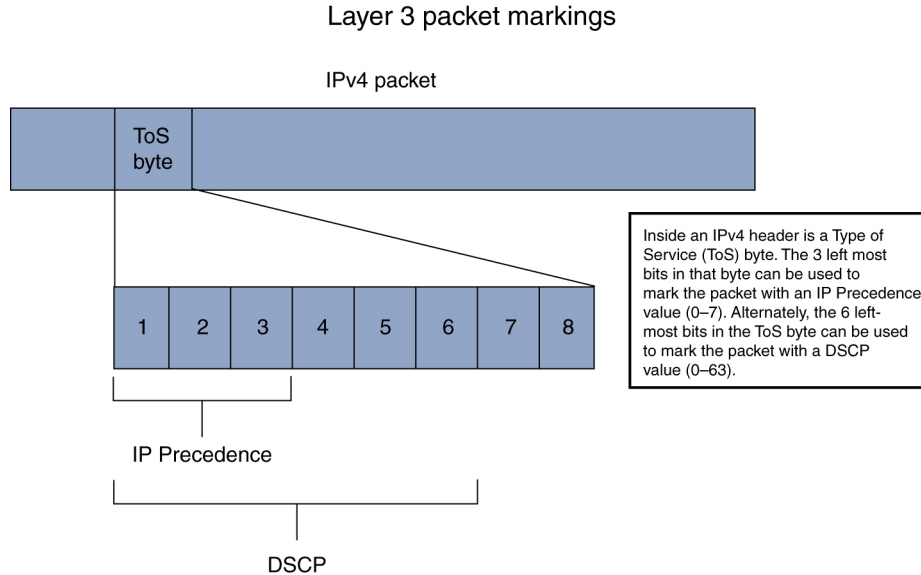 Layer 3 packet markings
IPv4 packet
ToS
byte
Inside an IPv4 header is a Type of
Service (ToS) byte. The 3 left most
bits in that byte can be used to
mark the packet with an IP Precedence
value (0–7). Alternately, the 6 left-
most bits in the ToS byte can be used
to mark the packet with a DSCP
value (0–63).
1 2 3 4 5 6 7 8
IP Precedence
DSCP